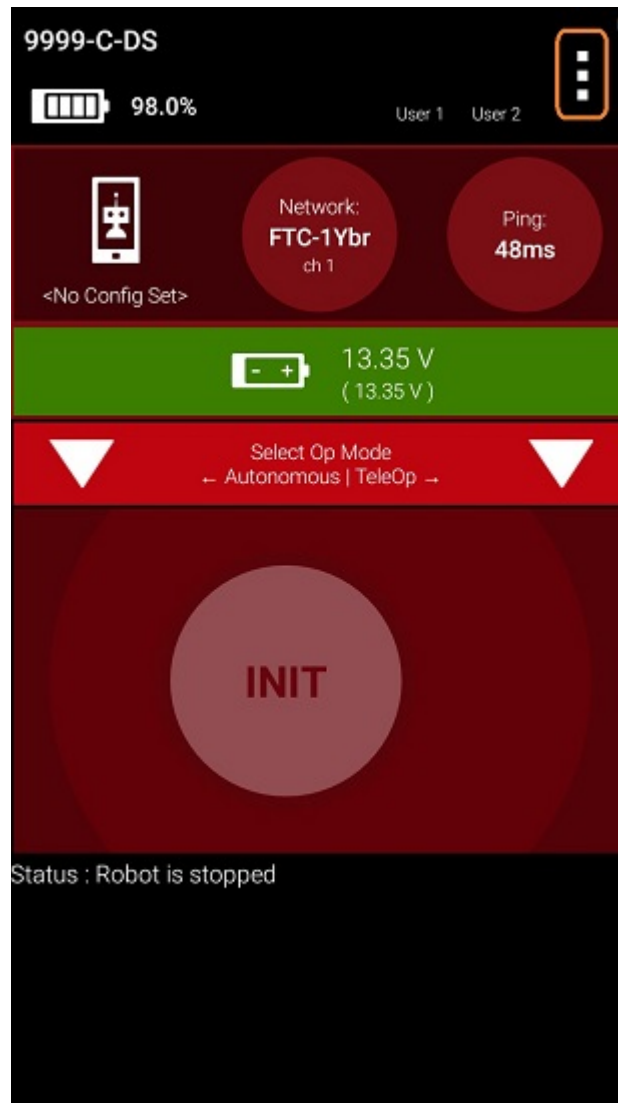 9999-C-DS
98.0%
User 1 User 2
Network:
FTC-1Ybr
ch 1
Ping:
48ms
<No Config Set>
13.35 V
( 13.35 V )
Select Op Mode
← Autonomous | TeleOp →
INIT
Status : Robot is stopped